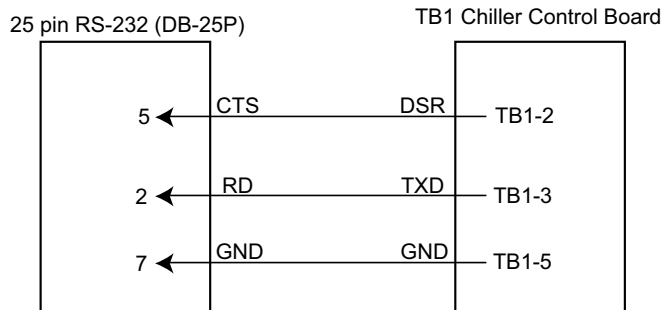 25 pin RS-232 (DB-25P)
TB1 Chiller Control Board
5 CTS DSR TB1-2
2 RD TXD TB1-3
7 GND GND TB1-5